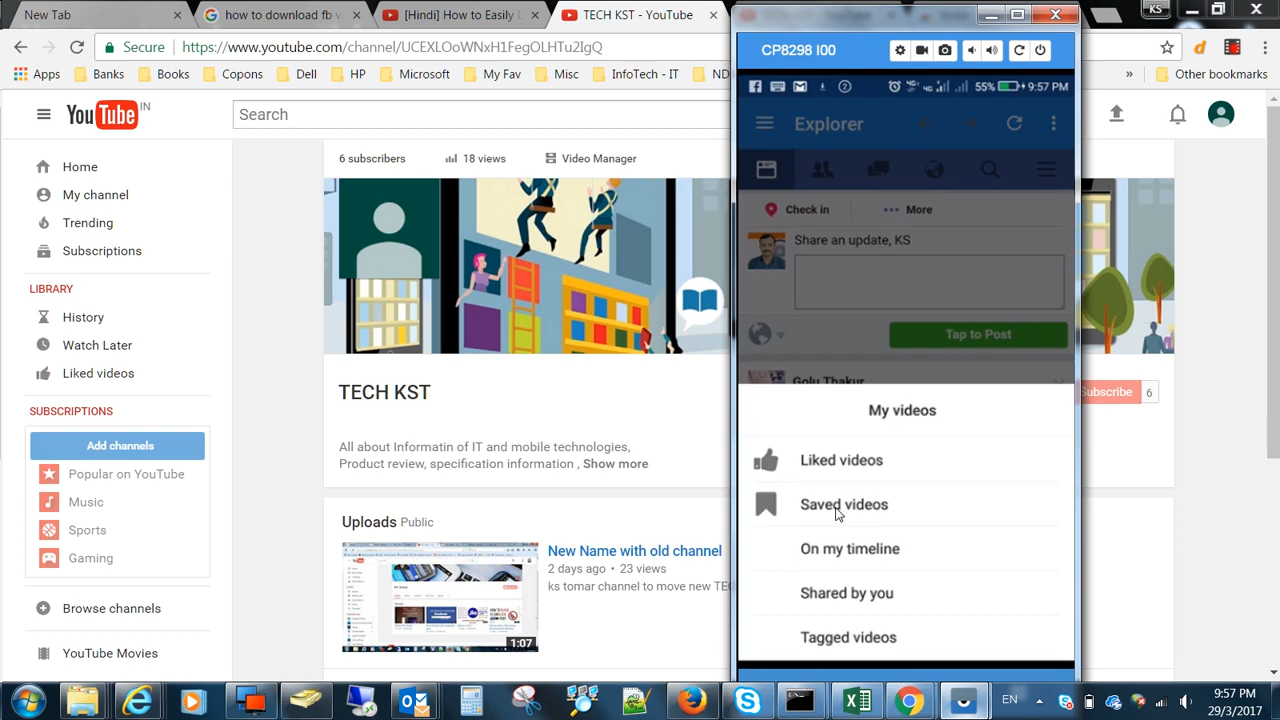 New Tab
how to downl
[Hindi] How to Easily D
TECH KST - YouTube
KS
Secure
https://www.youtube.com/channel/UCEXLOoWNxH1FegOLHTu2IgQ
Apps
Banks
Books
Copons
Dell
HP
Microsoft
My Fav
Misc
InfoTech - IT
ND
»
Other bookmarks
YouTube IN
Search
Home
My channel
Trending
Subscriptions
LIBRARY
History
Watch Later
Liked videos
SUBSCRIPTIONS
Add channels
Popular on YouTube
Music
Sports
Gaming
Browse channels
YouTube Movies
6 subscribers
18 views
Video Manager
TECH KST
Subscribe 6
All about Informatin of IT and mobile technologies,
Product review, specification information , Show more
Uploads Public
New Name with old channel
2 days ago • 23 views
ks tomar channel to move new TE
1:07
CP8298 I00
55% 9:57 PM
Explorer
Check in
More
Share an update, KS
Tap to Post
Golu Thakur
My videos
Liked videos
Saved videos
On my timeline
Shared by you
Tagged videos
EN
9:57 PM
29/3/2017